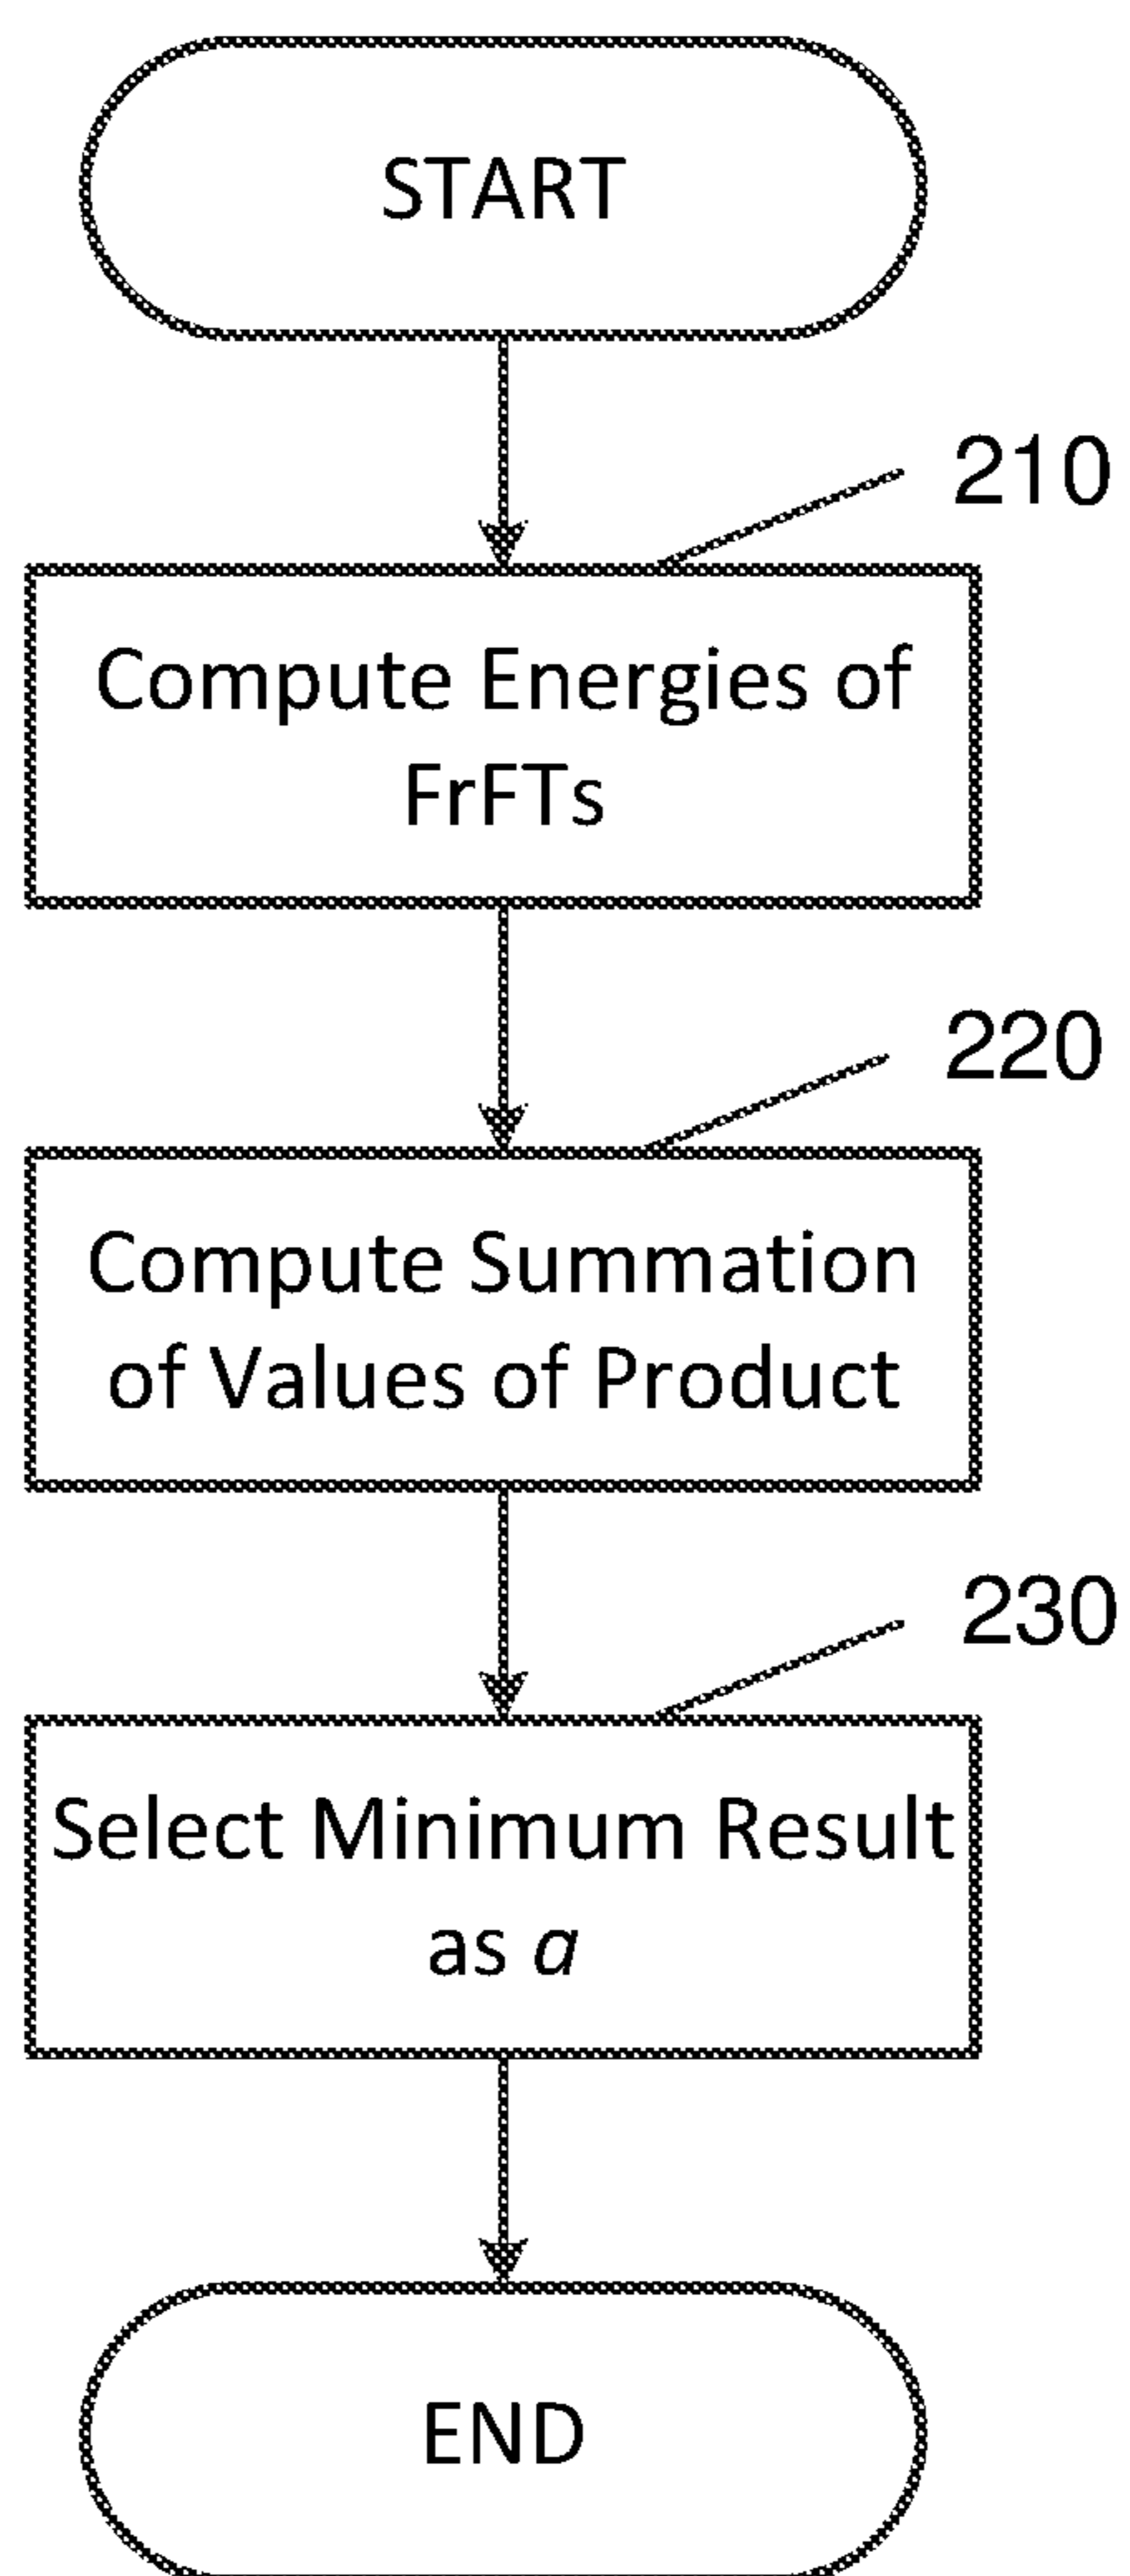 START
210
Compute Energies of
FrFTs
220
Compute Summation
of Values of Product
230
Select Minimum Result
as a
END